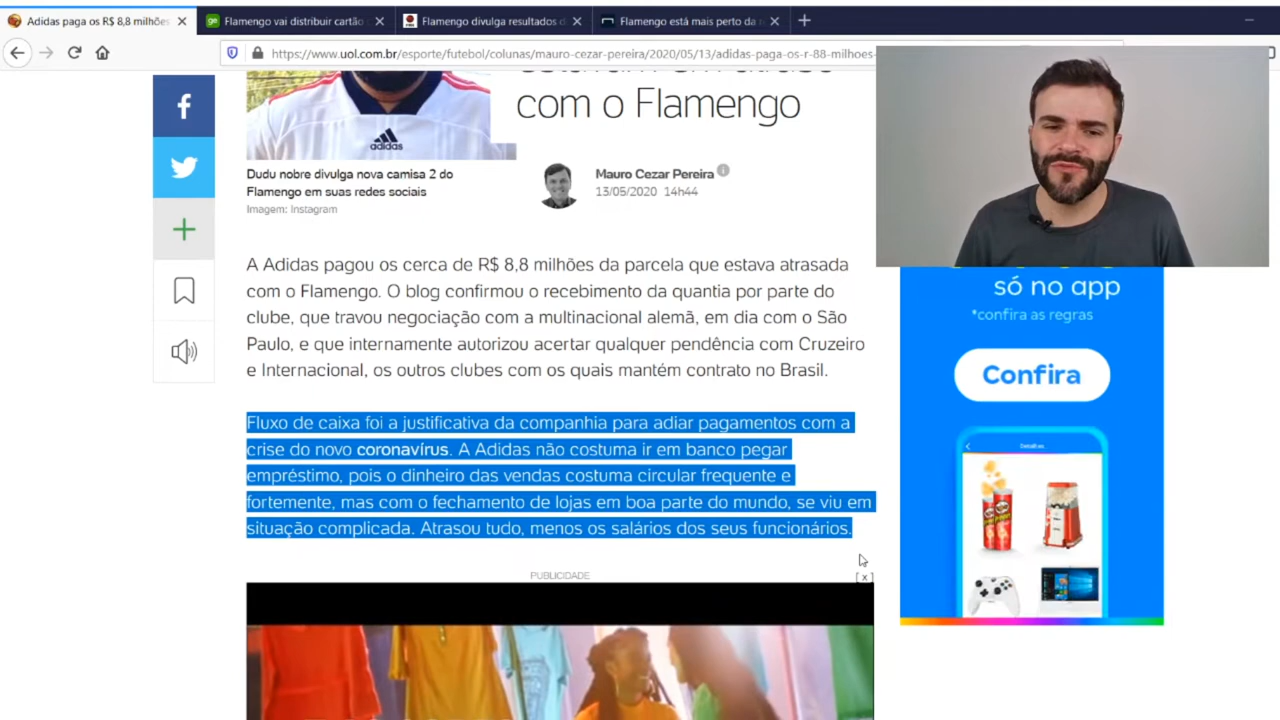 Adidas paga os R$ 8,8 milhões
Flamengo vai distribuir cartão
Flamengo divulga resultados d
Flamengo está mais perto da
https://www.uol.com.br/esporte/futebol/colunas/mauro-cezar-pereira/2020/05/13/adidas-paga-os-r-88-milhoes-
com o Flamengo
adidas
Dudu nobre divulga nova camisa 2 do
Flamengo em suas redes sociais
Imagem: Instagram
Mauro Cezar Pereira
13/05/2020 14h44
A Adidas pagou os cerca de R$ 8,8 milhões da parcela que estava atrasada
com o Flamengo. O blog confirmou o recebimento da quantia por parte do
clube, que travou negociação com a multinacional alemã, em dia com o São
Paulo, e que internamente autorizou acertar qualquer pendência com Cruzeiro
e Internacional, os outros clubes com os quais mantém contrato no Brasil.
Fluxo de caixa foi a justificativa da companhia para adiar pagamentos com a
crise do novo coronavírus. A Adidas não costuma ir em banco pegar
empréstimo, pois o dinheiro das vendas costuma circular frequente e
fortemente, mas com o fechamento de lojas em boa parte do mundo, se viu em
situação complicada. Atrasou tudo, menos os salários dos seus funcionários.
PUBLICIDADE
[ x ]
só no app
*confira as regras
Confira